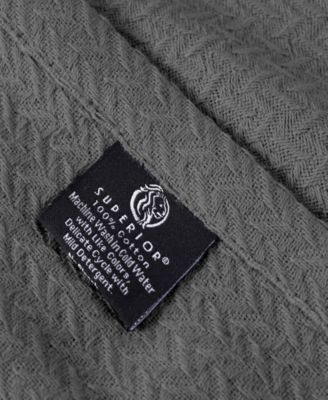 SUPERIOR®
100% Cotton
Machine Wash in Cold Water
with Like Colors,
Delicate Cycle with
Mild Detergent.